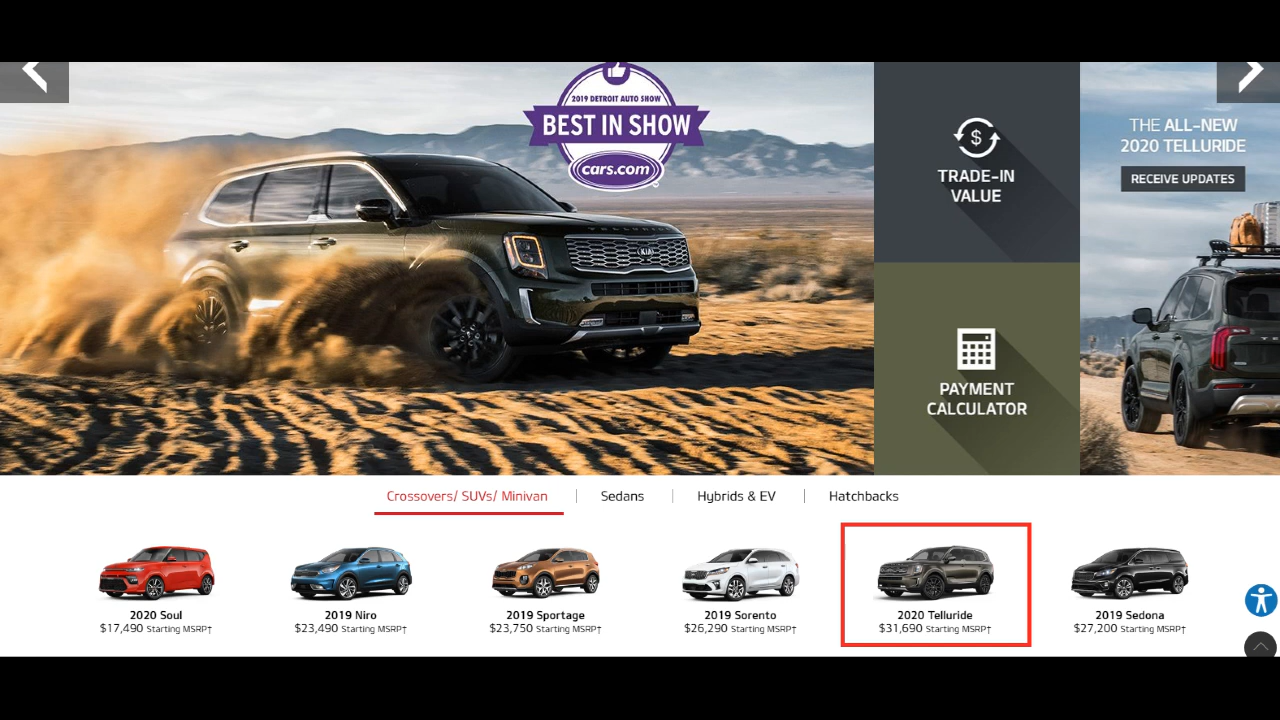 2019 DETROIT AUTO SHOW
BEST IN SHOW
cars.com
TELLURIDE
KIA
TRADE-IN
VALUE
PAYMENT
CALCULATOR
THE ALL-NEW
2020 TELLURIDE
RECEIVE UPDATES
Crossovers/ SUVs/ Minivan
Sedans
Hybrids & EV
Hatchbacks
2020 Soul
$17,490 Starting MSRP†
2019 Niro
$23,490 Starting MSRP†
2019 Sportage
$23,750 Starting MSRP†
2019 Sorento
$26,290 Starting MSRP†
2020 Telluride
$31,690 Starting MSRP†
2019 Sedona
$27,200 Starting MSRP†